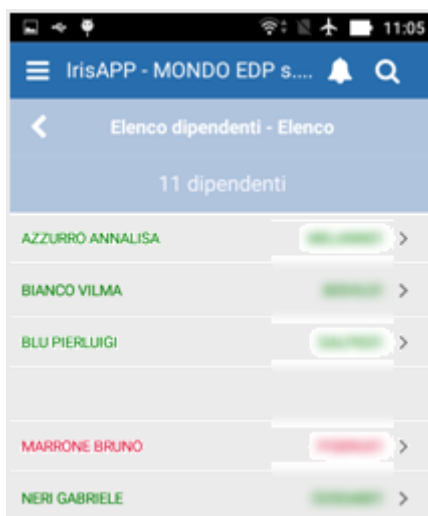 11:05
IrisAPP - MONDO EDP s....
Elenco dipendenti - Elenco
11 dipendenti
AZZURRO ANNALISA
BIANCO VILMA
BLU PIERLUIGI
MARRONE BRUNO
NERI GABRIELE